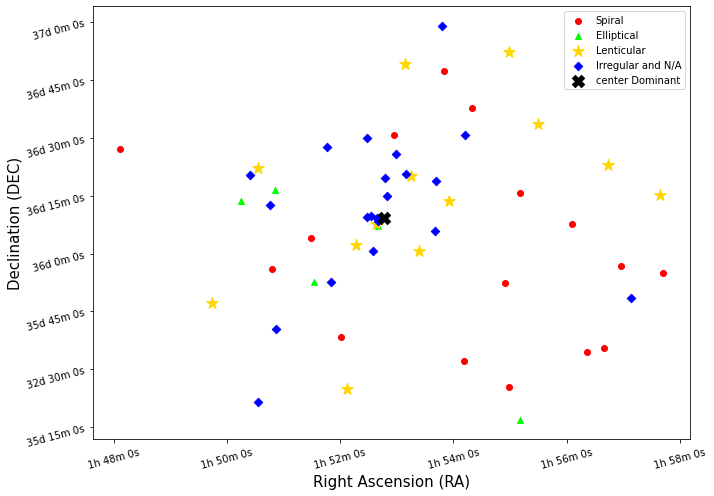 Spiral
Elliptical
Lenticular
Irregular and N/A
center Dominant
Declination (DEC)
37d 0m 0s
36d 45m 0s
36d 30m 0s
36d 15m 0s
36d 0m 0s
35d 45m 0s
32d 30m 0s
35d 15m 0s
1h 48m 0s
1h 50m 0s
1h 52m 0s
1h 54m 0s
1h 56m 0s
1h 58m 0s
Right Ascension (RA)